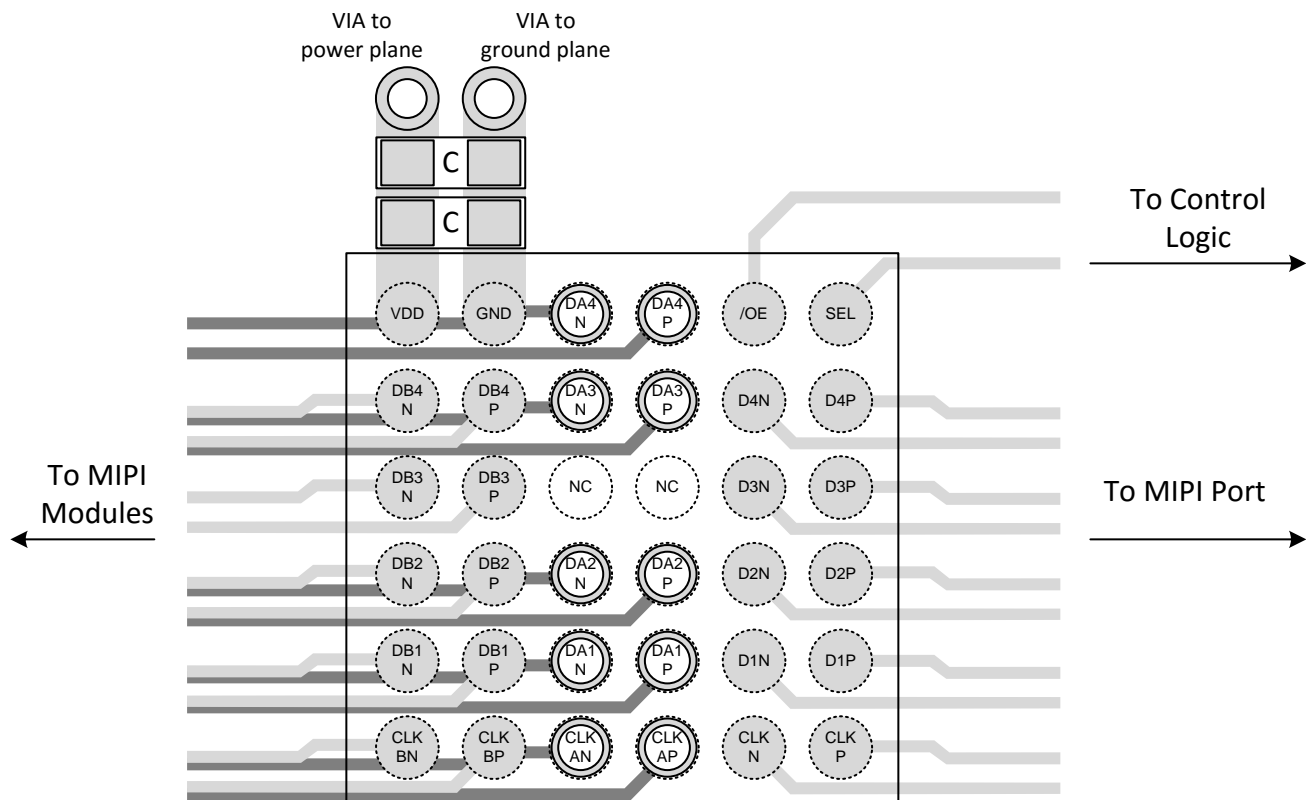 VIA to
power plane
VIA to
ground plane
C
C
To Control
Logic
VDD
GND
DA4
N
DA4
P
/OE
SEL
DB4
N
DB4
P
DA3
N
DA3
P
D4N
D4P
To MIPI
Modules
DB3
N
DB3
P
NC
NC
D3N
D3P
To MIPI Port
DB2
N
DB2
P
DA2
N
DA2
P
D2N
D2P
DB1
N
DB1
P
DA1
N
DA1
P
D1N
D1P
CLK
BN
CLK
BP
CLK
AN
CLK
AP
CLK
N
CLK
P